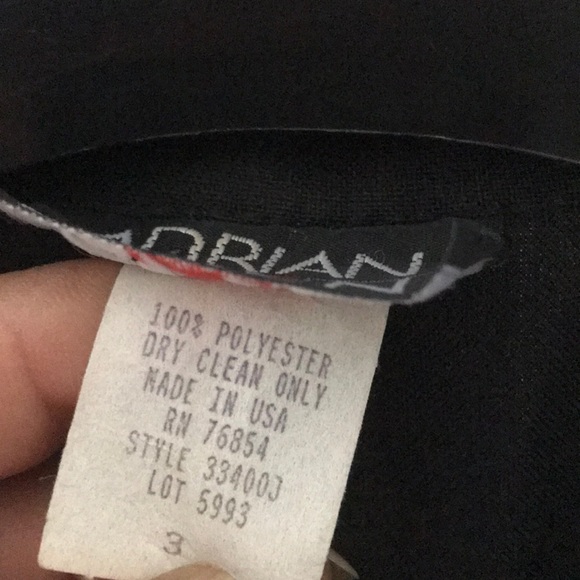 ADRIAN
100% POLYESTER
DRY CLEAN ONLY
MADE IN USA
RN 76854
STYLE 33400J
LOT 5993
3